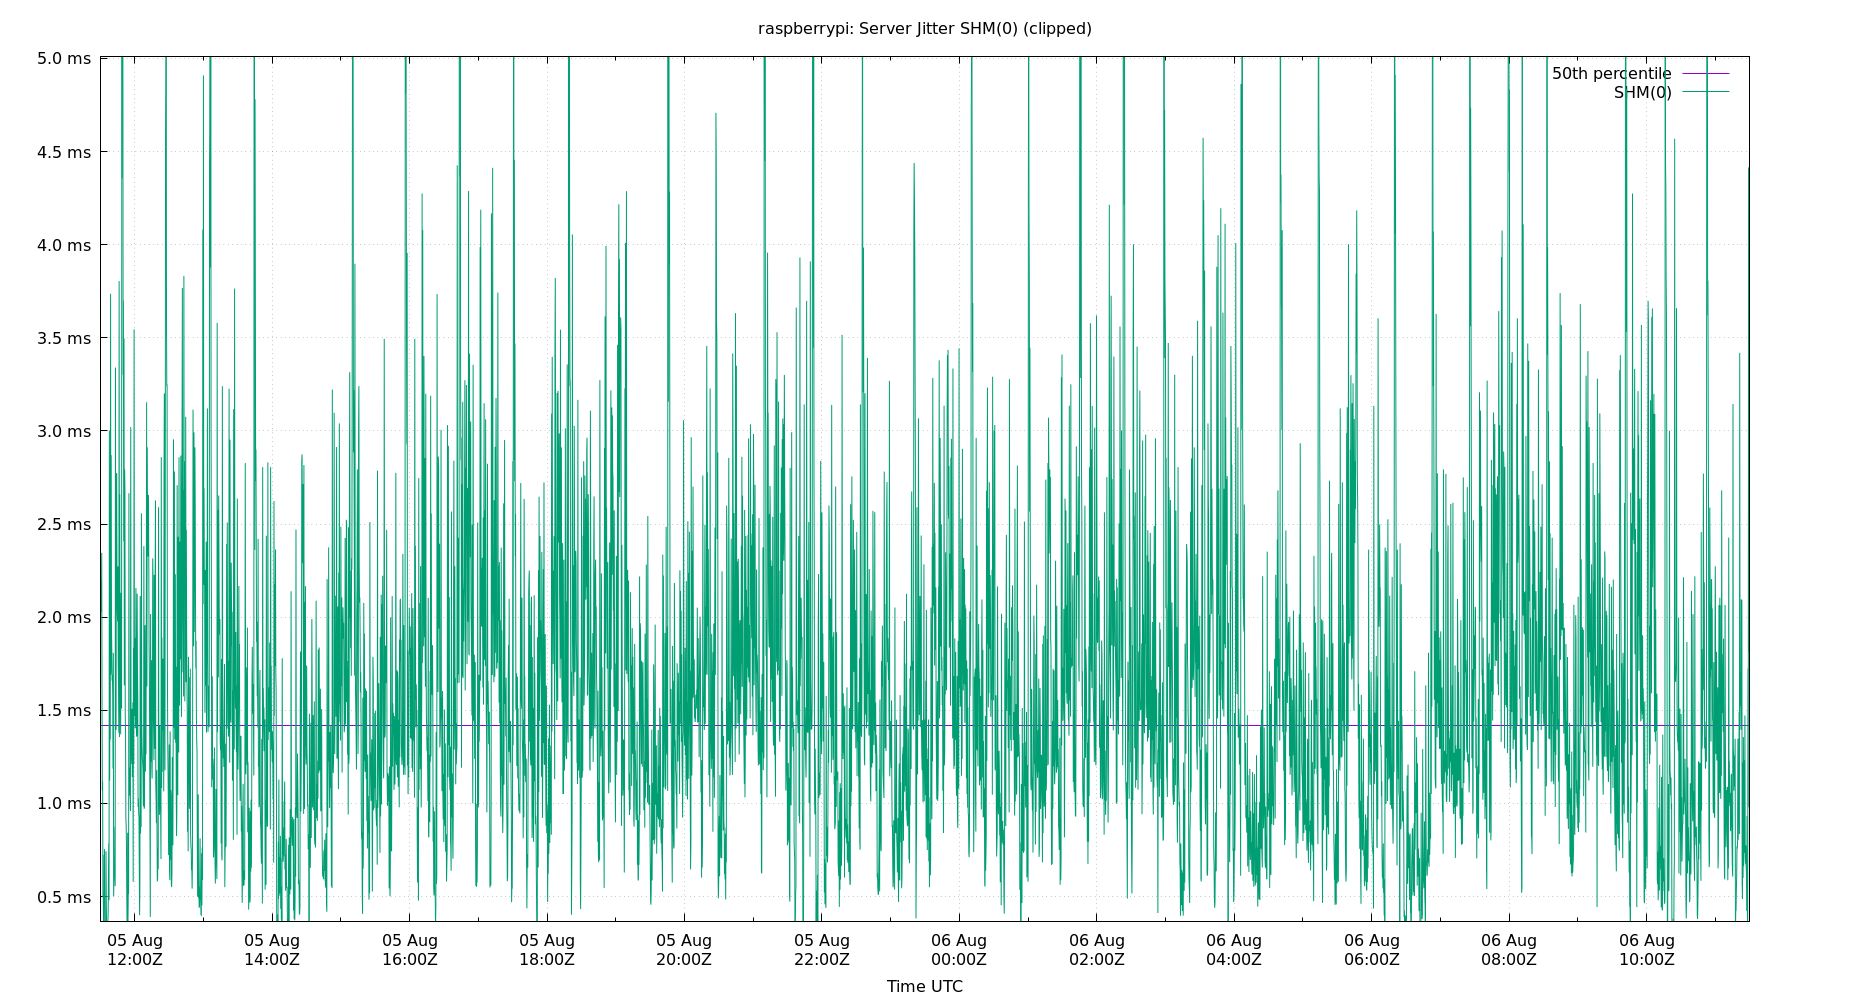 raspberrypi: Server Jitter SHM(0) (clipped)
5.0 ms
50th percentile
SHM(0)
4.5 ms
4.0 ms
3.5 ms
3.0 ms
2.5 ms
2.0 ms
1.5 ms
1.0 ms
0.5 ms
05 Aug 05 Aug 05 Aug 05 Aug 05 Aug 05 Aug 06 Aug 06 Aug 06 Aug 06 Aug 06 Aug 06 Aug
12:00Z 14:00Z 16:00Z 18:00Z 20:00Z 22:00Z 00:00Z 02:00Z 04:00Z 06:00Z 08:00Z 10:00Z
Time UTC